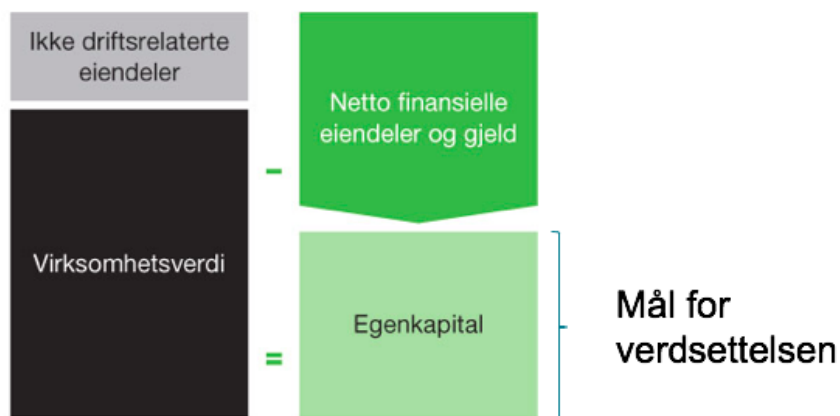 Ikke driftsrelaterte
eiendeler
Netto finansielle
eiendeler og gjeld
-
Virksomhetsverdi
Egenkapital
=
Mål for
verdsettelsen